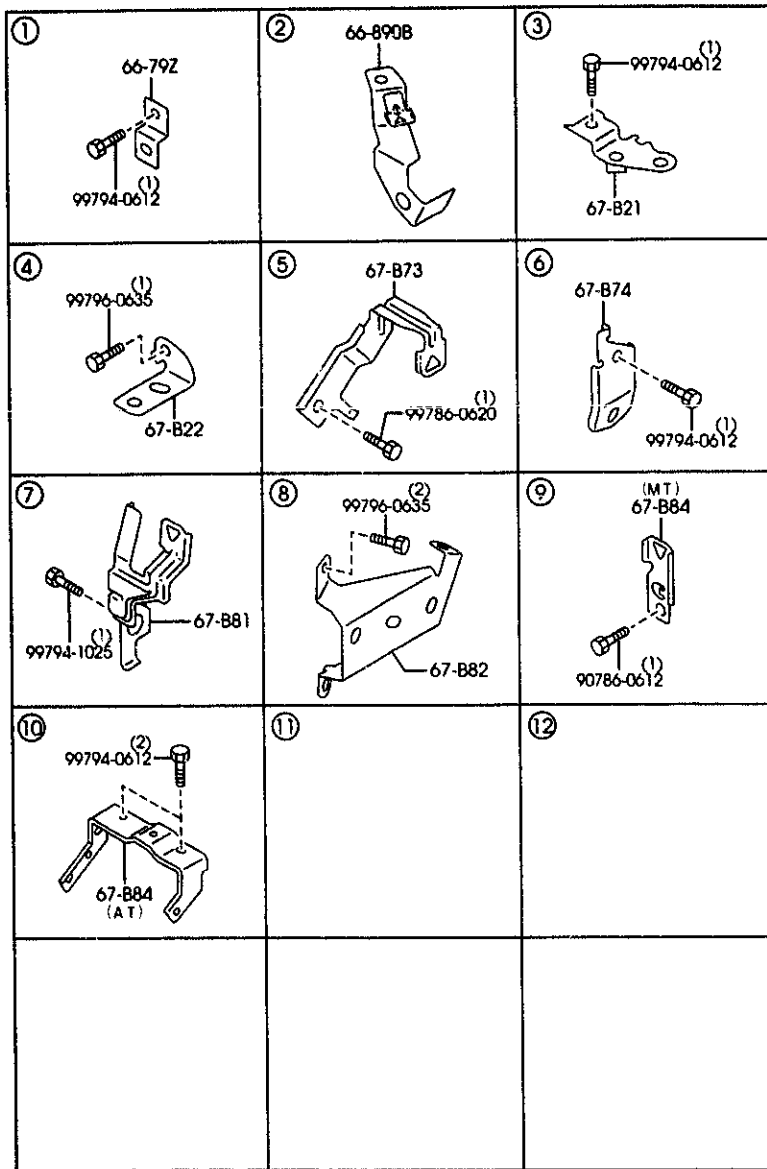 ①
66-79Z
99794-0612
(1)
②
66-890B
③
(1)
99794-0612
67-B21
④
(1)
99796-0635
67-B22
⑤
67-B73
(1)
99786-0620
⑥
67-B74
(1)
99794-0612
⑦
67-B81
99794-1025
(1)
⑧
(2)
99796-0635
67-B82
⑨
(MT)
67-B84
90786-0612
(1)
⑩
(2)
99794-0612
67-B84
(AT)
⑪
⑫